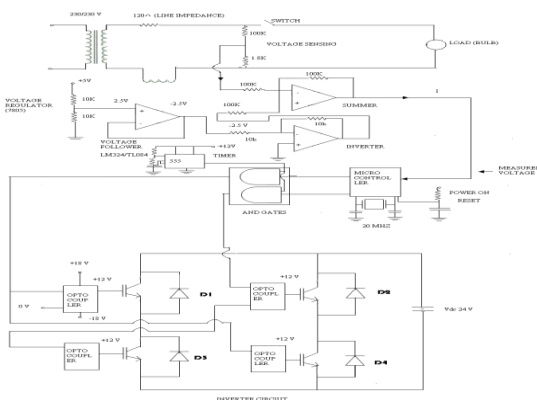 230/230 V
120∩ (LINE IMPEDANCE)
SWITCH
100K
VOLTAGE SENSING
1.8K
LOAD (BULB)
+5V
100K
100K
VOLTAGE REGULATOR (7805)
10K
2.5V
-2.5V
100K
SUMMER
1
10K
-2.5 V
10k
VOLTAGE FOLLOWER
LM324/TL084
10k
INVERTER
+12V
555
TIMER
MICRO CONTROL LER
MEASURED VOLTAGE
POWER ON RESET
AND GATES
20 MHZ
+18 V
+12 V
+12 V
0 V
OPTO COUP LER
D1
OPTO COUP LER
D2
-18 V
Vdc 24 V
+12 V
+12 V
OPTO COUPL ER
D3
OPTO COUP LER
D4
INVERTER CIRCUIT